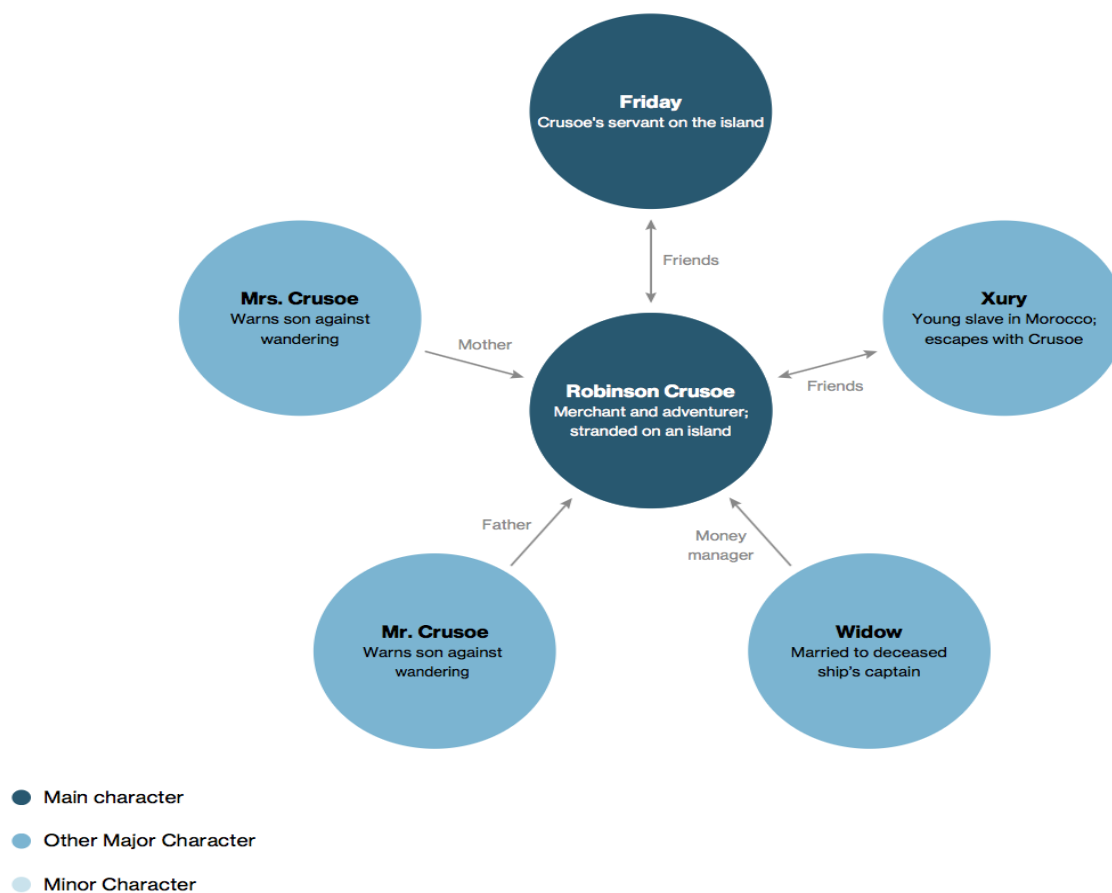 Friday
Crusoe's servant on the island
Friends
Mrs. Crusoe
Warns son against
wandering
Mother
Xury
Young slave in Morocco;
escapes with Crusoe
Friends
Robinson Crusoe
Merchant and adventurer;
stranded on an island
Father
Money
manager
Mr. Crusoe
Warns son against
wandering
Widow
Married to deceased
ship's captain
Main character
Other Major Character
Minor Character